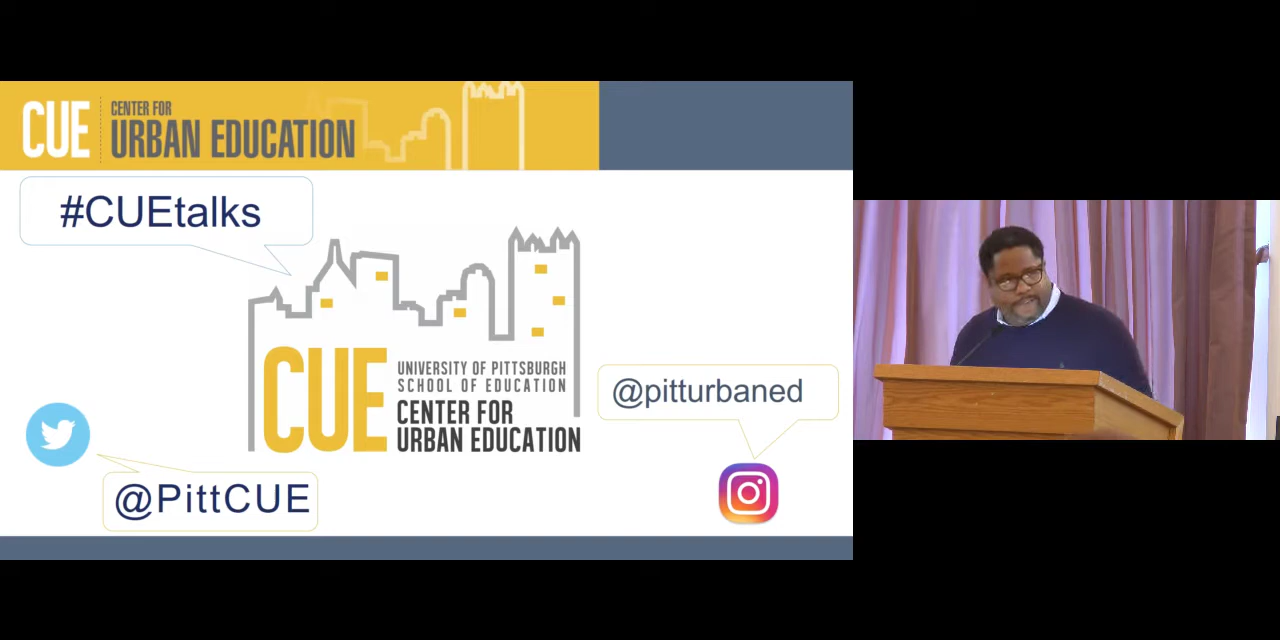 CUE
CENTER FOR
URBAN EDUCATION
#CUEtalks
CUE
UNIVERSITY OF PITTSBURGH
SCHOOL OF EDUCATION
CENTER FOR
URBAN EDUCATION
@pitturbaned
@PittCUE